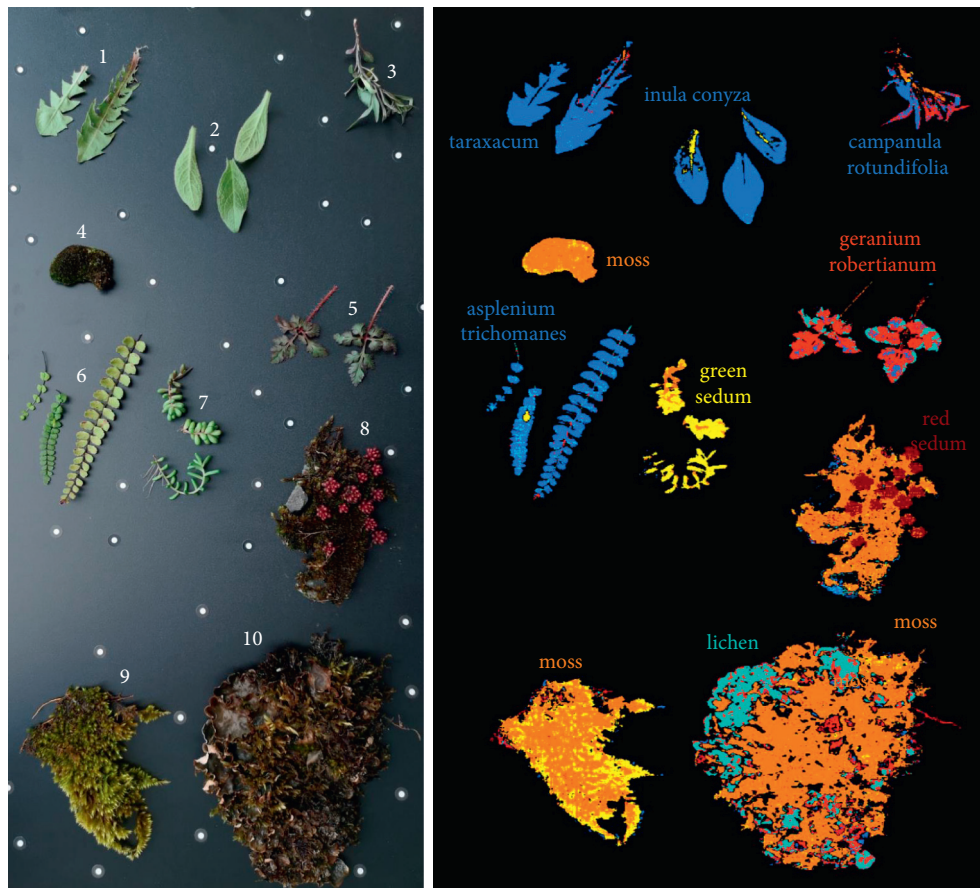 1
2
3
4
5
6
7
8
9
10
taraxacum
inula conyza
campanula
rotundifolia
moss
geranium
robertianum
asplenium
trichomanes
green
sedum
red
sedum
moss
lichen
moss